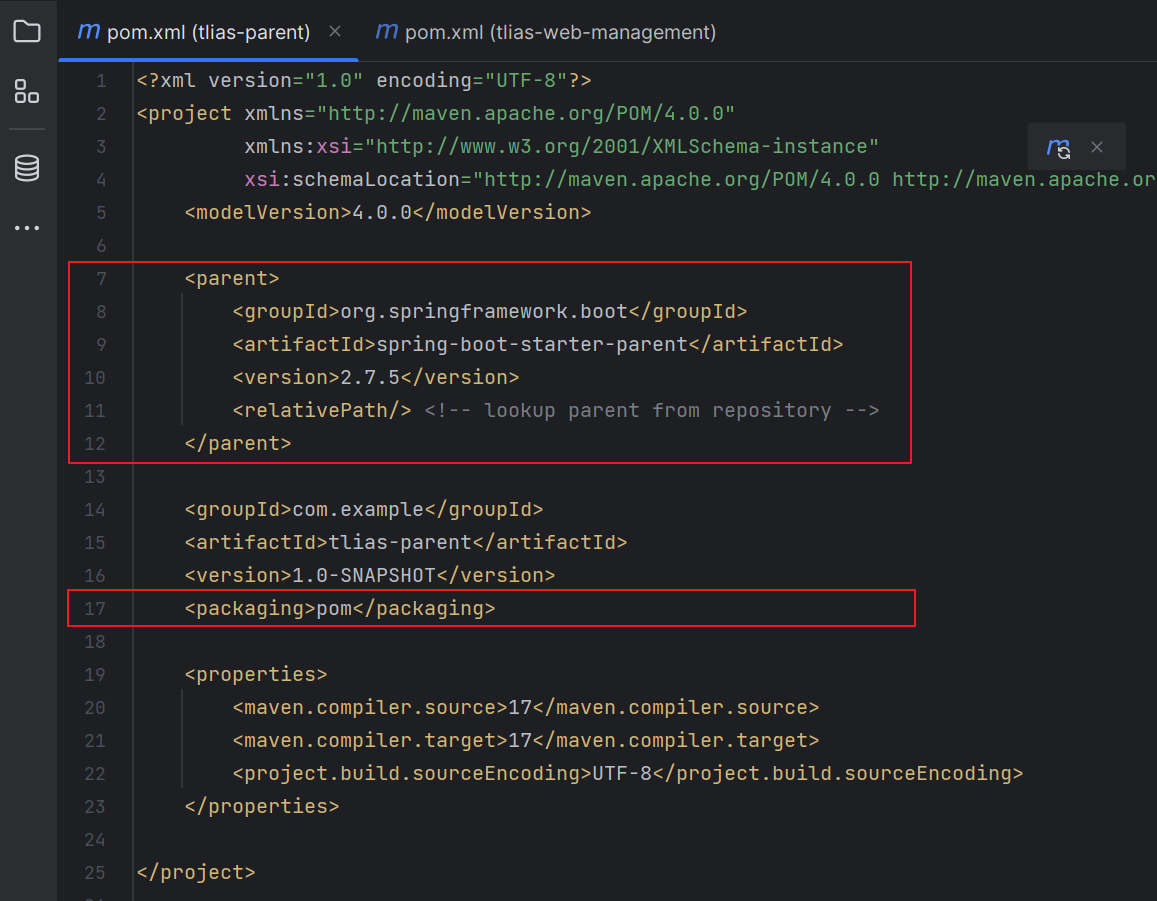 m pom.xml (tlias-parent) × m pom.xml (tlias-web-management)
1 <?xml version="1.0" encoding="UTF-8"?>
2 <project xmlns="http://maven.apache.org/POM/4.0.0"
3 xmlns:xsi="http://www.w3.org/2001/XMLSchema-instance"
4 xsi:schemaLocation="http://maven.apache.org/POM/4.0.0 http://maven.apache.or
5 <modelVersion>4.0.0</modelVersion>
6
7 <parent>
8 <groupId>org.springframework.boot</groupId>
9 <artifactId>spring-boot-starter-parent</artifactId>
10 <version>2.7.5</version>
11 <relativePath/> <!-- lookup parent from repository -->
12 </parent>
13
14 <groupId>com.example</groupId>
15 <artifactId>tlias-parent</artifactId>
16 <version>1.0-SNAPSHOT</version>
17 <packaging>pom</packaging>
18
19 <properties>
20 <maven.compiler.source>17</maven.compiler.source>
21 <maven.compiler.target>17</maven.compiler.target>
22 <project.build.sourceEncoding>UTF-8</project.build.sourceEncoding>
23 </properties>
24
25 </project>